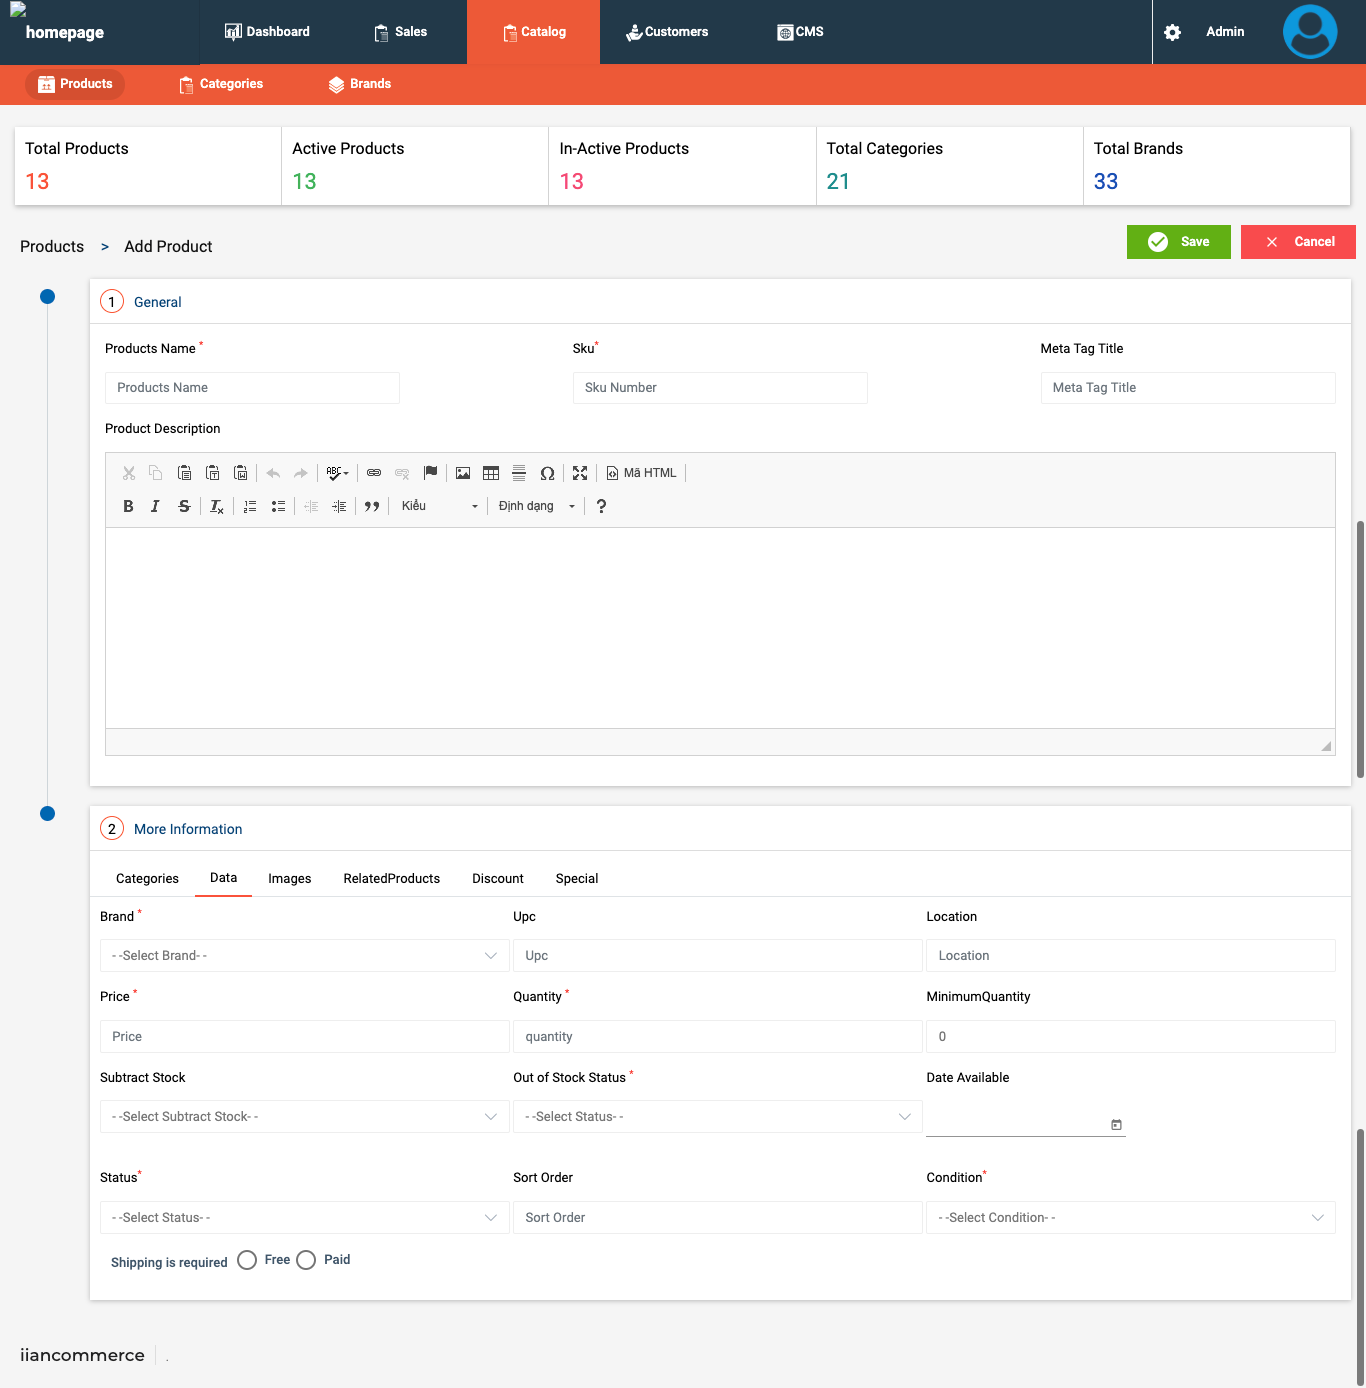 homepage
Dashboard
Sales
Catalog
Customers
CMS
Admin
Products
Categories
Brands
Total Products
13
Active Products
13
In-Active Products
13
Total Categories
21
Total Brands
33
Products > Add Product
Save
Cancel
1 General
Products Name *
Sku*
Meta Tag Title
Products Name
Sku Number
Meta Tag Title
Product Description
ABC
Mã HTML
B I S Tx
Kiểu
Định dạng
?
2 More Information
Categories
Data
Images
RelatedProducts
Discount
Special
Brand *
Upc
Location
- -Select Brand- -
Upc
Location
Price *
Quantity *
MinimumQuantity
Price
quantity
0
Subtract Stock
Out of Stock Status *
Date Available
- -Select Subtract Stock- -
- -Select Status- -
Status*
Sort Order
Condition*
- -Select Status- -
Sort Order
- -Select Condition- -
Shipping is required Free Paid
iiancommerce .